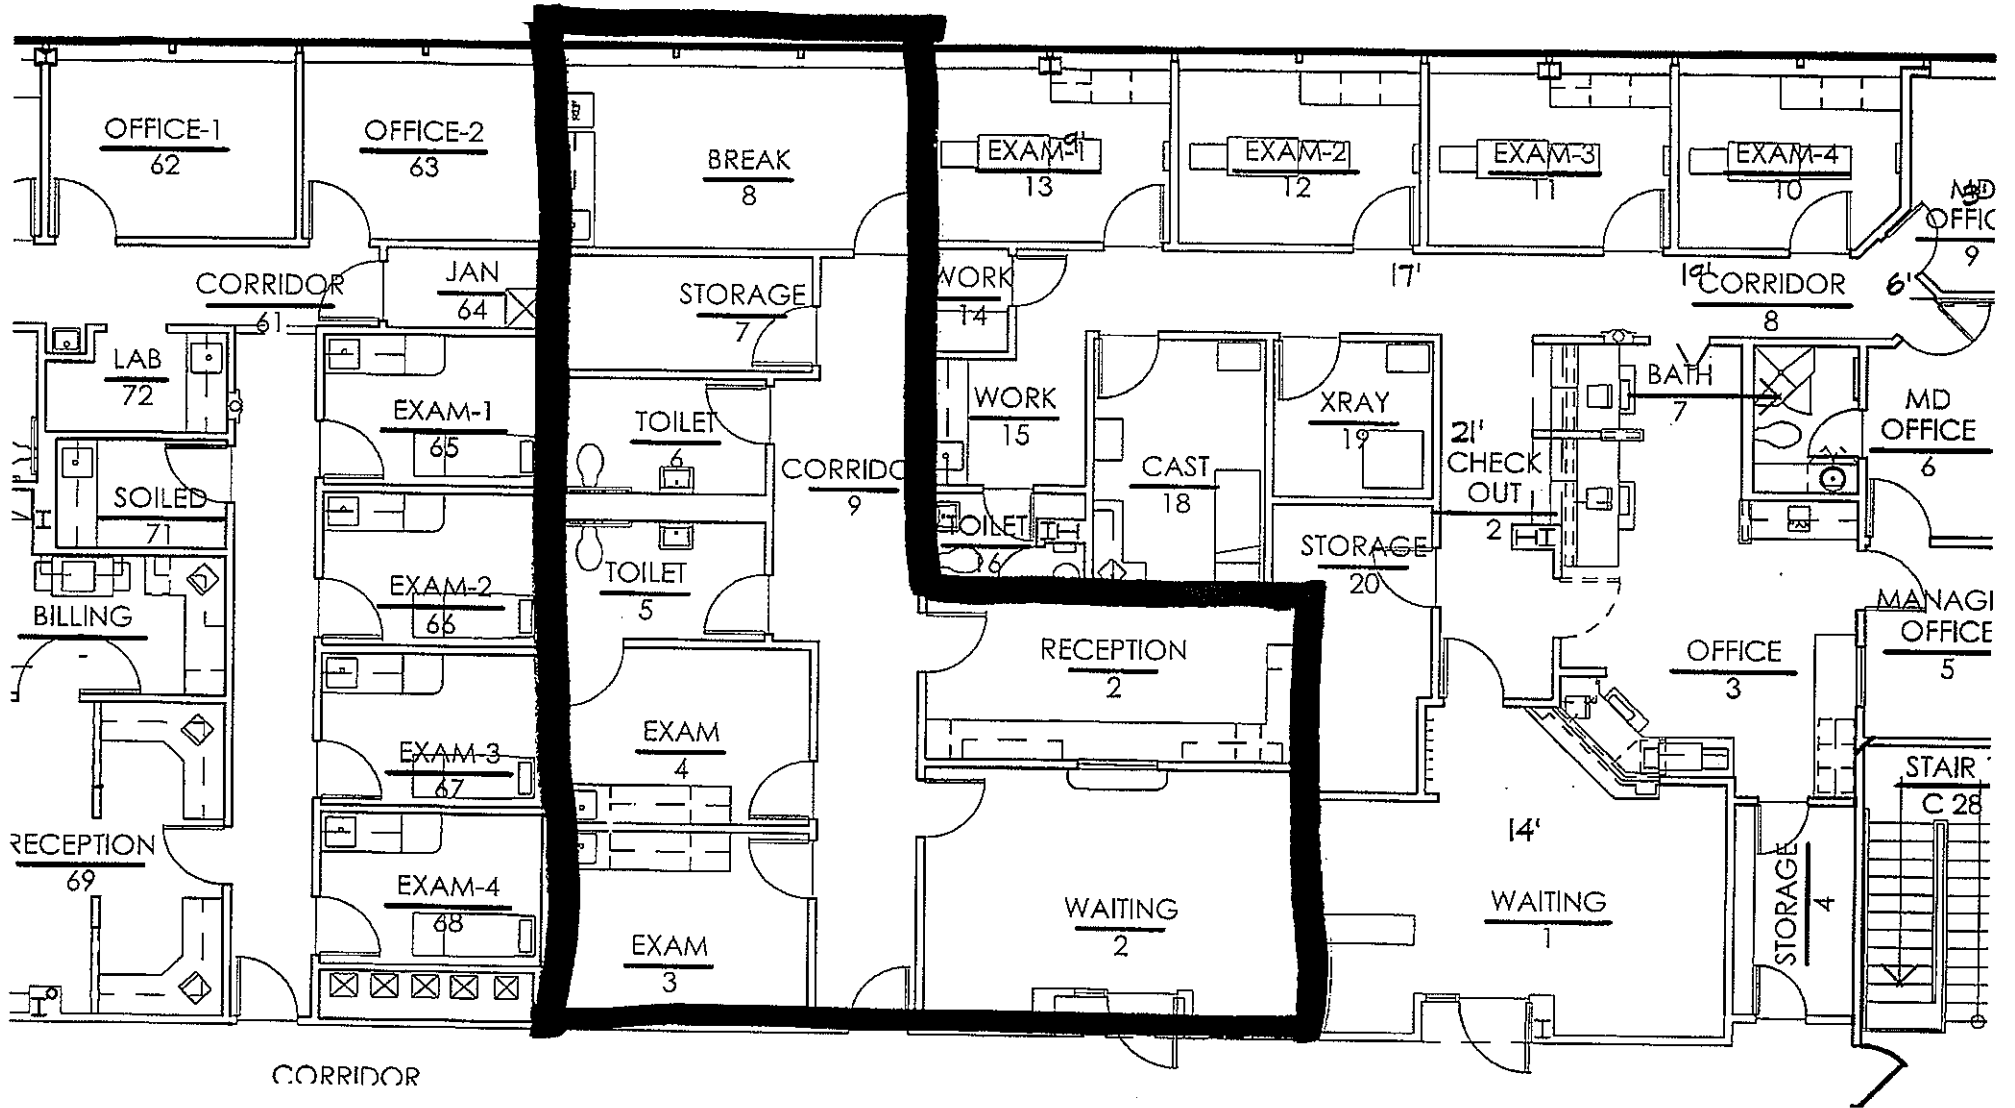 OFFICE-1
62
OFFICE-2
63
BREAK
8
EXAM-1
9'
13
EXAM-2
12
EXAM-3
11
EXAM-4
10
MD
OFFIC
9
CORRIDOR
61
JAN
64
STORAGE
7
WORK
14
17'
19'
CORRIDOR
8
6'
LAB
72
EXAM-1
65
TOILET
6
CORRIDO
9
WORK
15
CAST
18
XRAY
19
21'
CHECK
OUT
2
BATH
7
MD
OFFICE
6
SOILED
71
EXAM-2
66
TOILET
5
TOILET
16
STORAGE
20
BILLING
RECEPTION
2
OFFICE
3
MANAGE
OFFICE
5
EXAM-3
67
EXAM
4
STAIR
C 28
RECEPTION
69
EXAM-4
68
EXAM
3
WAITING
2
14'
WAITING
1
STORAGE
4
CORRIDOR